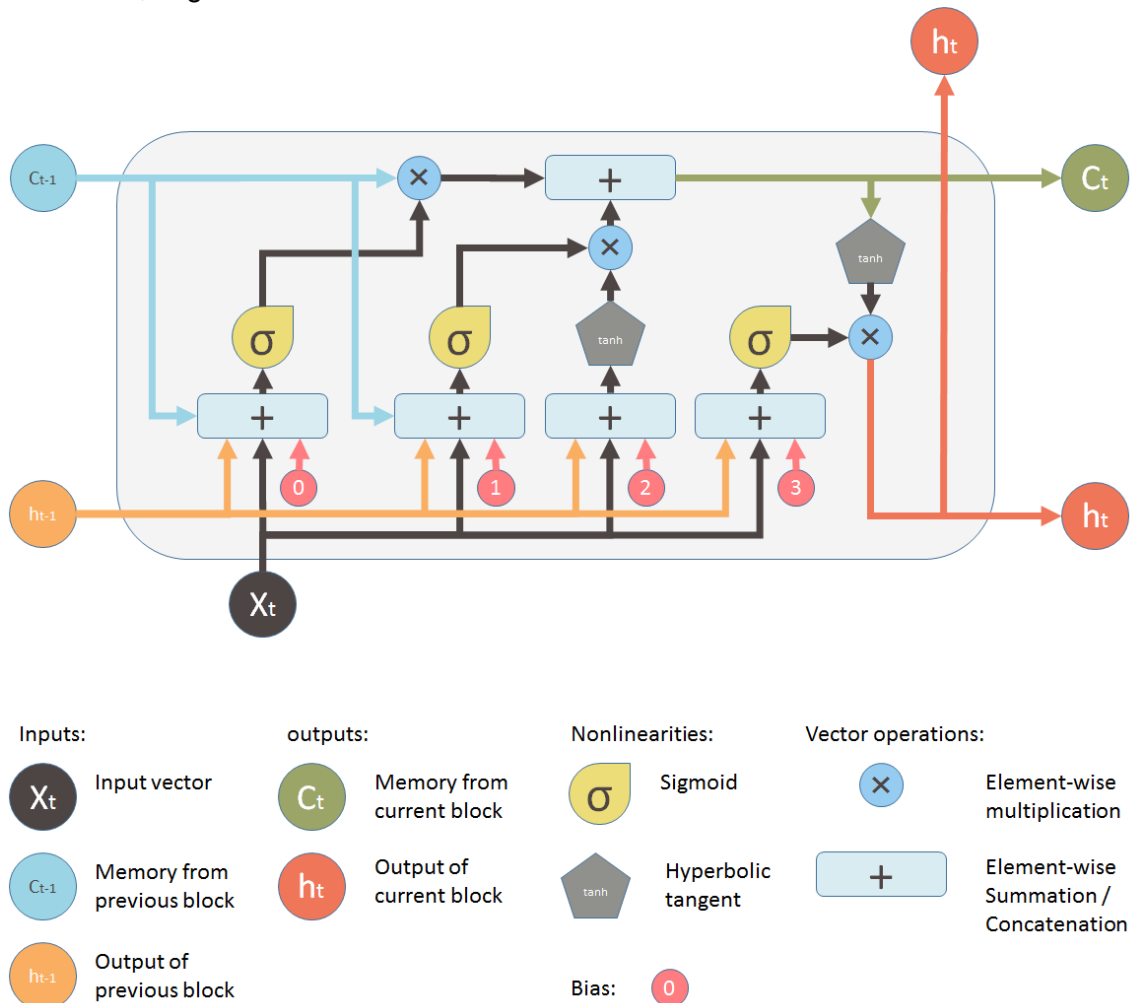 ht
Ct-1
×
+
Ct
×
tanh
σ
σ
tanh
σ
×
+
+
+
+
0
1
2
3
ht-1
ht
Xt
Inputs:
outputs:
Nonlinearities:
Vector operations:
Xt
Input vector
Ct
Memory from
current block
σ
Sigmoid
×
Element-wise
multiplication
Ct-1
Memory from
previous block
ht
Output of
current block
tanh
Hyperbolic
tangent
+
Element-wise
Summation /
Concatenation
ht-1
Output of
previous block
Bias:
0